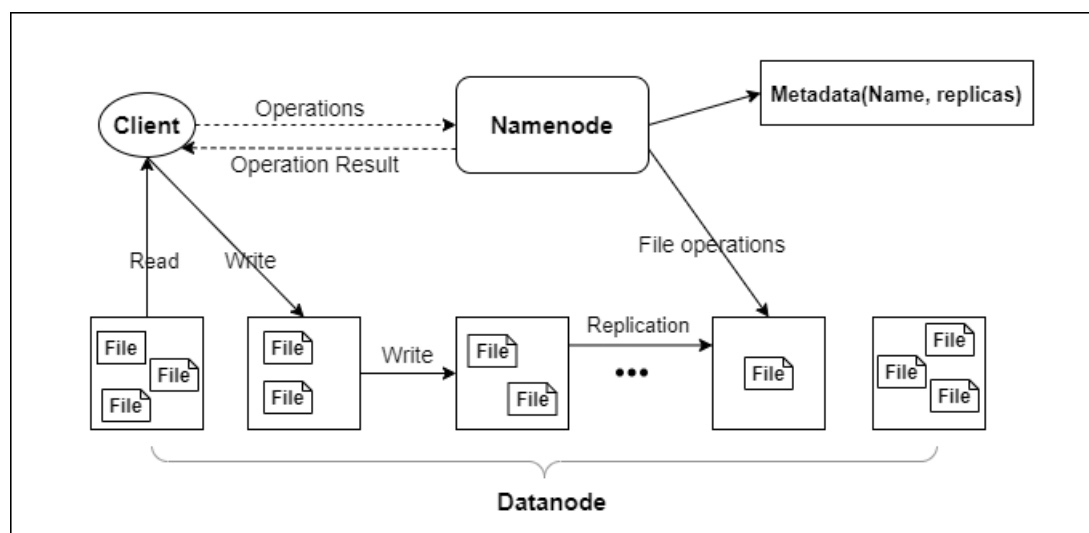 Operations
Metadata(Name, replicas)
Client
Namenode
Operation Result
File operations
Read
Write
Replication
File
File
File
File
File
Write
File
File
•••
File
File
File
File
Datanode